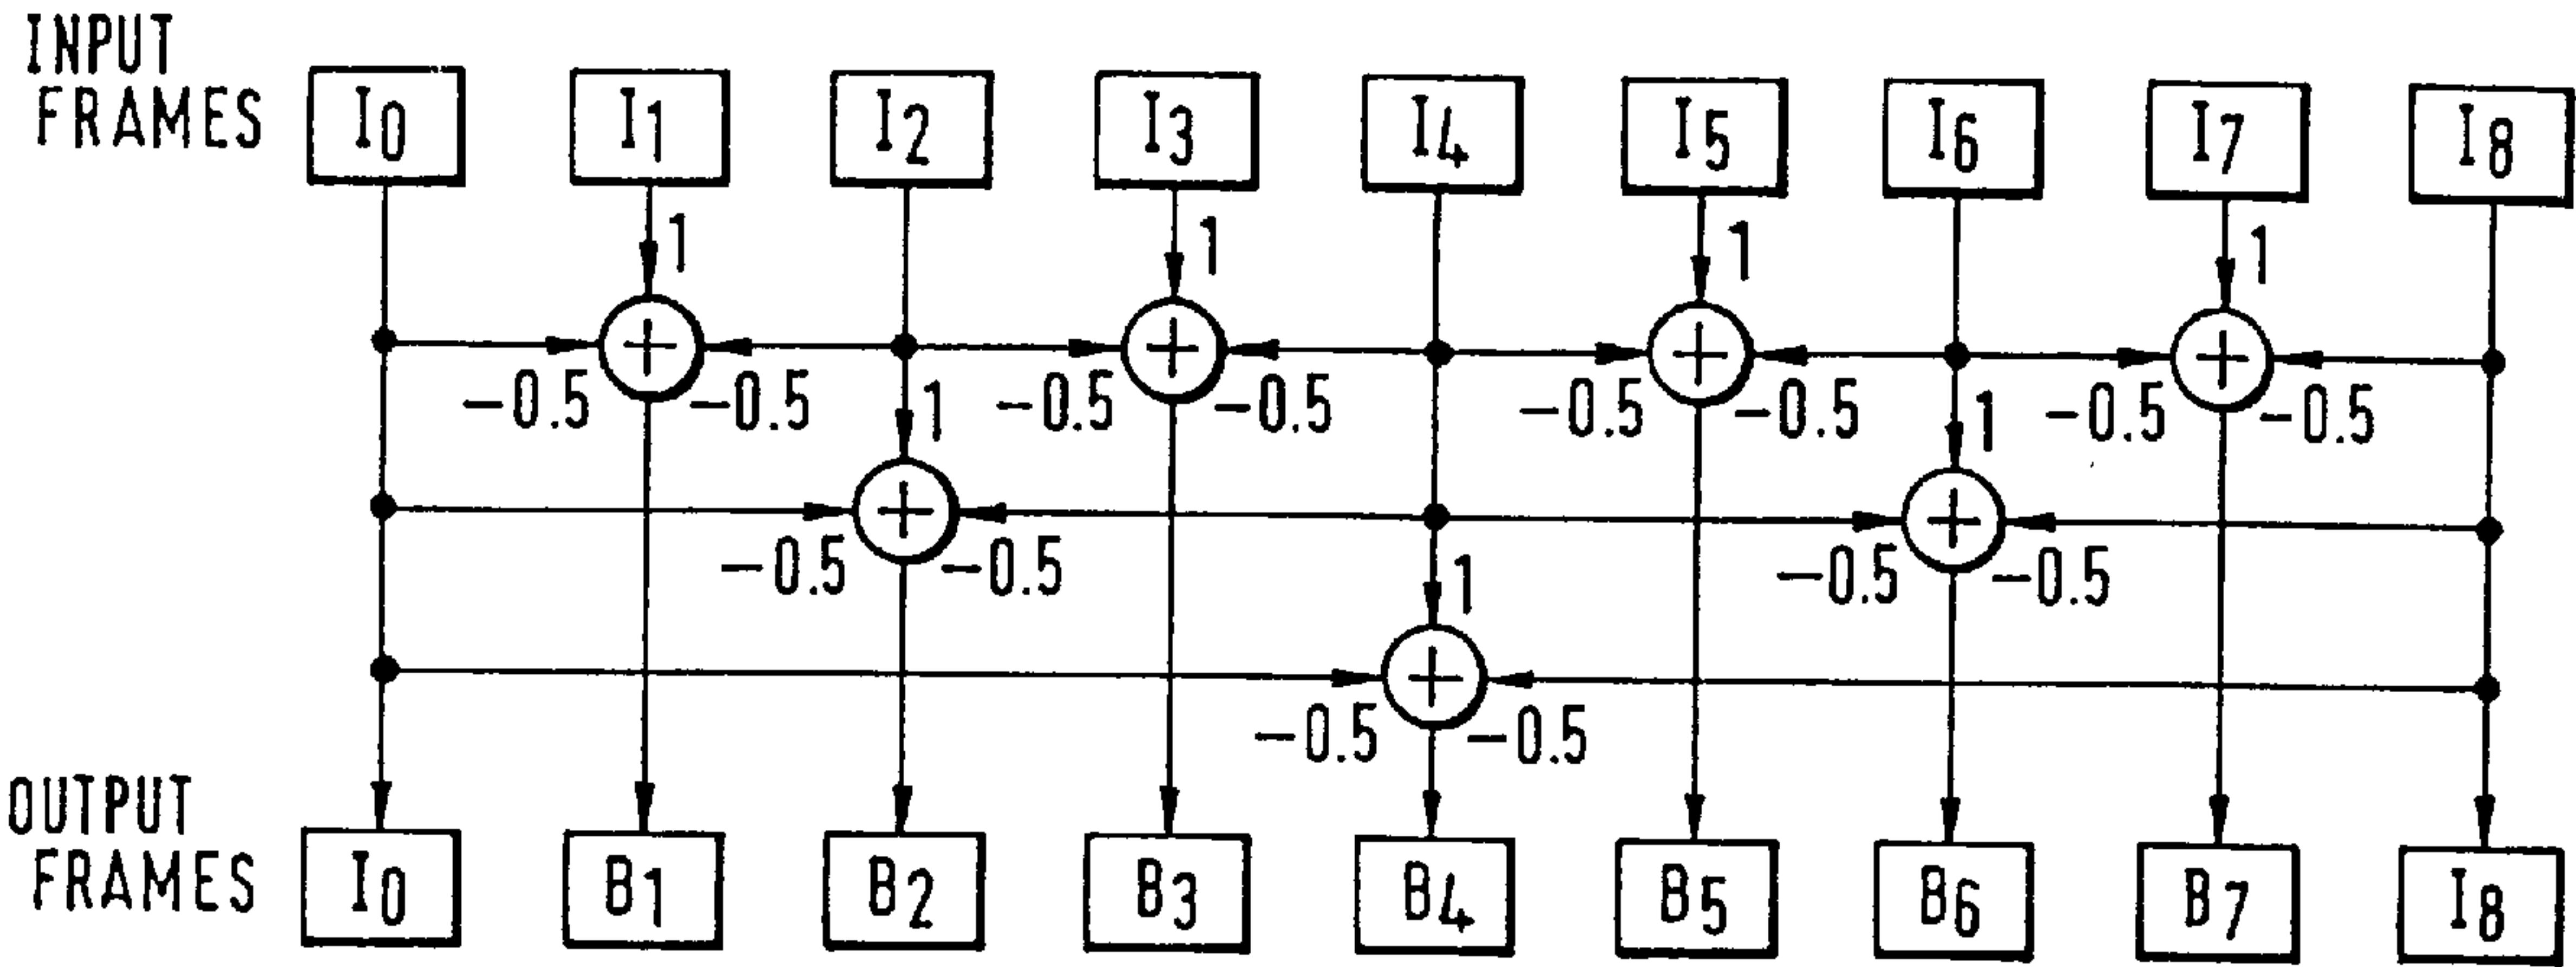 INPUT
FRAMES
I0 I1 I2 I3 I4 I5 I6 I7 I8
1 1 1 1
+ + + +
-0.5 -0.5 -0.5 -0.5 -0.5 -0.5 -0.5 -0.5
1 1
+ +
-0.5 -0.5 -0.5 -0.5
1
+
-0.5 -0.5
OUTPUT
FRAMES
I0 B1 B2 B3 B4 B5 B6 B7 I8